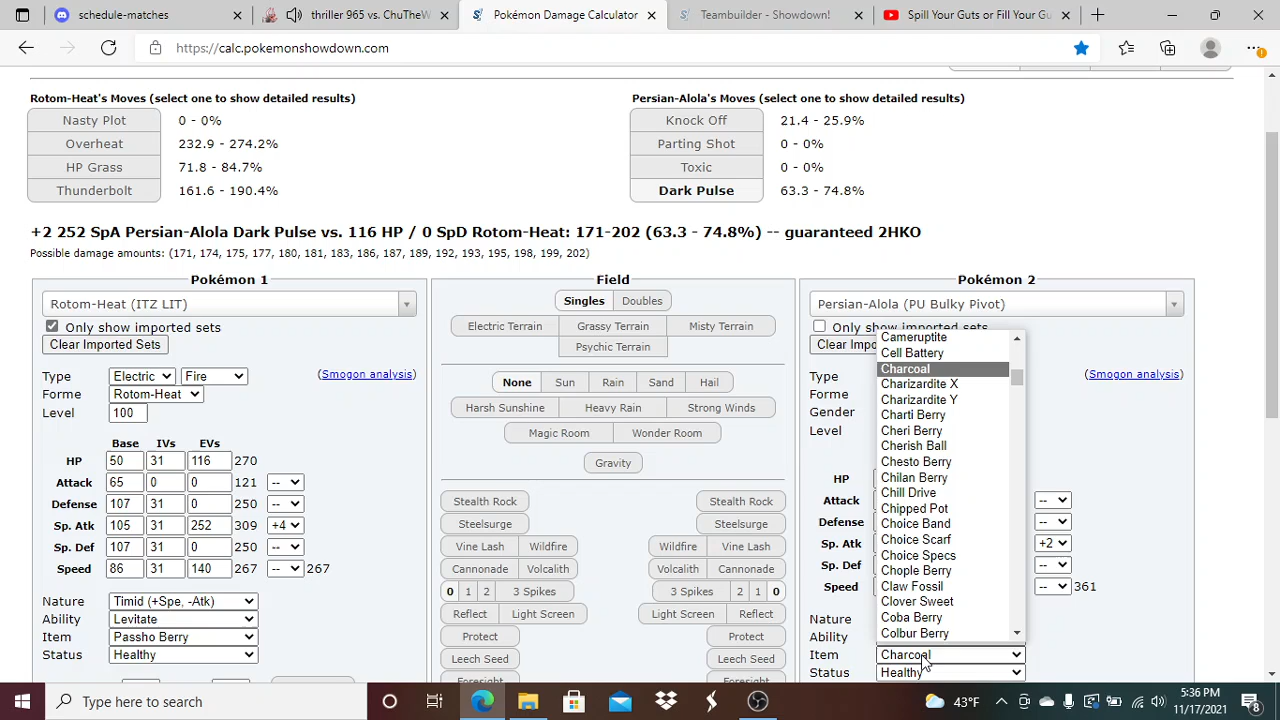 schedule-matches
thriller 965 vs. ChuTheW
Pokémon Damage Calculator
Teambuilder - Showdown!
Spill Your Guts or Fill Your Gu
https://calc.pokemonshowdown.com
Rotom-Heat's Moves (select one to show detailed results)
Nasty Plot 0 - 0%
Overheat 232.9 - 274.2%
HP Grass 71.8 - 84.7%
Thunderbolt 161.6 - 190.4%
Persian-Alola's Moves (select one to show detailed results)
Knock Off 21.4 - 25.9%
Parting Shot 0 - 0%
Toxic 0 - 0%
Dark Pulse 63.3 - 74.8%
+2 252 SpA Persian-Alola Dark Pulse vs. 116 HP / 0 SpD Rotom-Heat: 171-202 (63.3 - 74.8%) -- guaranteed 2HKO
Possible damage amounts: (171, 174, 175, 177, 180, 181, 183, 186, 187, 189, 192, 193, 195, 198, 199, 202)
Pokémon 1
Rotom-Heat (ITZ LIT)
Only show imported sets
Clear Imported Sets
Type Electric Fire (Smogon analysis)
Forme Rotom-Heat
Level 100
Base IVs EVs
HP 50 31 116 270
Attack 65 0 0 121 --
Defense 107 31 0 250 --
Sp. Atk 105 31 252 309 +4
Sp. Def 107 31 0 250 --
Speed 86 31 140 267 -- 267
Nature Timid (+Spe, -Atk)
Ability Levitate
Item Passho Berry
Status Healthy
Field
Singles Doubles
Electric Terrain Grassy Terrain Misty Terrain
Psychic Terrain
None Sun Rain Sand Hail
Harsh Sunshine Heavy Rain Strong Winds
Magic Room Wonder Room
Gravity
Stealth Rock Stealth Rock
Steelsurge Steelsurge
Vine Lash Wildfire Wildfire Vine Lash
Cannonade Volcalith Volcalith Cannonade
0 1 2 3 Spikes 3 Spikes 2 1 0
Reflect Light Screen Light Screen Reflect
Protect Protect
Leech Seed Leech Seed
Foresight Foresight
Pokémon 2
Persian-Alola (PU Bulky Pivot)
Only show imported sets
Clear Impo
Type (Smogon analysis)
Forme
Gender
Level
HP
Attack --
Defense --
Sp. Atk +2
Sp. Def --
Speed -- 361
Nature
Ability
Item Charcoal
Status Healthy
Cameruptite
Cell Battery
Charcoal
Charizardite X
Charizardite Y
Charti Berry
Cheri Berry
Cherish Ball
Chesto Berry
Chilan Berry
Chill Drive
Chipped Pot
Choice Band
Choice Scarf
Choice Specs
Chople Berry
Claw Fossil
Clover Sweet
Coba Berry
Colbur Berry
Type here to search
43°F
5:36 PM
11/17/2021
8